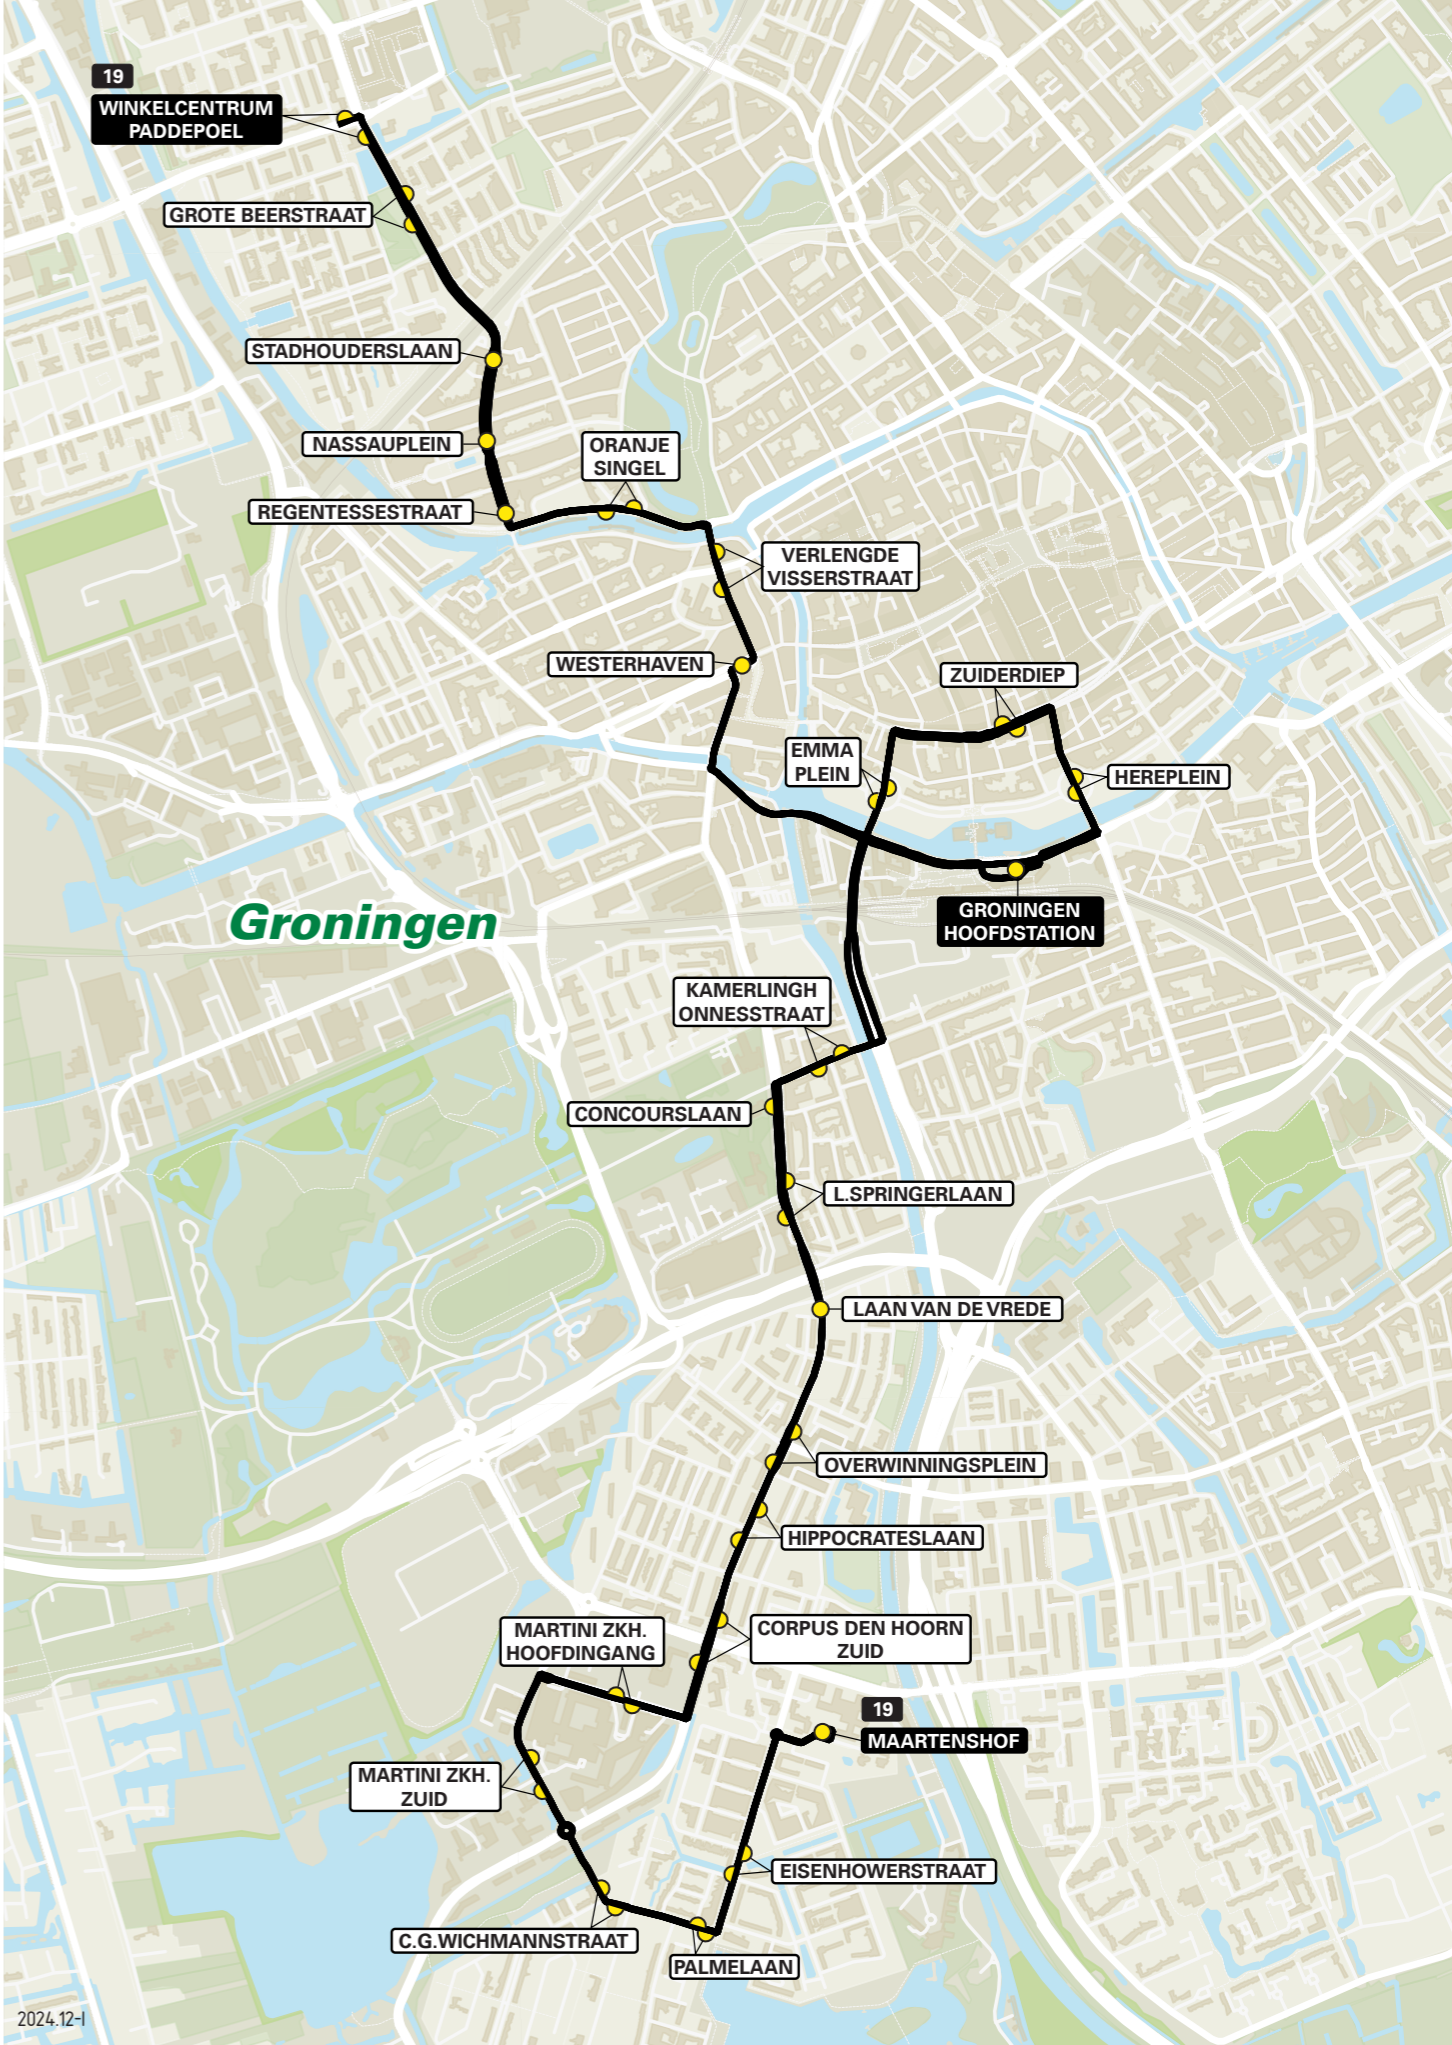 19
WINKELCENTRUM
PADDEPOEL
GROTE BEERSTRAAT
STADHOUDERSLAAN
NASSAUPLEIN
ORANJE
SINGEL
REGENTESSESTRAAT
VERLENGDE
VISSERSTRAAT
WESTERHAVEN
ZUIDERDIEP
EMMA
PLEIN
HEREPLEIN
Groningen
GRONINGEN
HOOFDSTATION
KAMERLINGH
ONNESSTRAAT
CONCOURSLAAN
L.SPRINGERLAAN
LAAN VAN DE VREDE
OVERWINNINGSPLEIN
HIPPOCRATESLAAN
MARTINI ZKH.
HOOFDINGANG
CORPUS DEN HOORN
ZUID
19
MAARTENSHOF
MARTINI ZKH.
ZUID
EISENHOWERSTRAAT
C.G.WICHMANNSTRAAT
PALMELAAN
2024.12-I